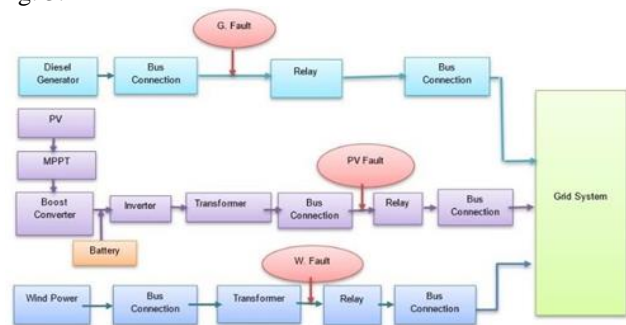 G. Fault
Diesel
Generator
Bus
Connection
Relay
Bus
Connection
PV
MPPT
Boost
Converter
Inverter
Transformer
Bus
Connection
PV Fault
Relay
Bus
Connection
Grid System
Battery
W. Fault
Wind Power
Bus
Connection
Transformer
Relay
Bus
Connection